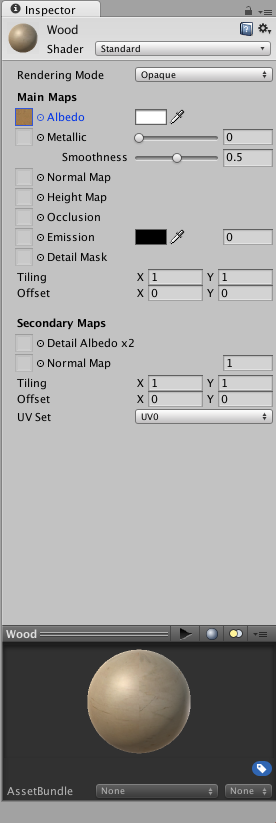 Inspector
Wood
Shader Standard
Rendering Mode Opaque
Main Maps
Albedo
Metallic 0
Smoothness 0.5
Normal Map
Height Map
Occlusion
Emission 0
Detail Mask
Tiling X 1 Y 1
Offset X 0 Y 0
Secondary Maps
Detail Albedo x2
Normal Map 1
Tiling X 1 Y 1
Offset X 0 Y 0
UV Set UV0
Wood
AssetBundle None None